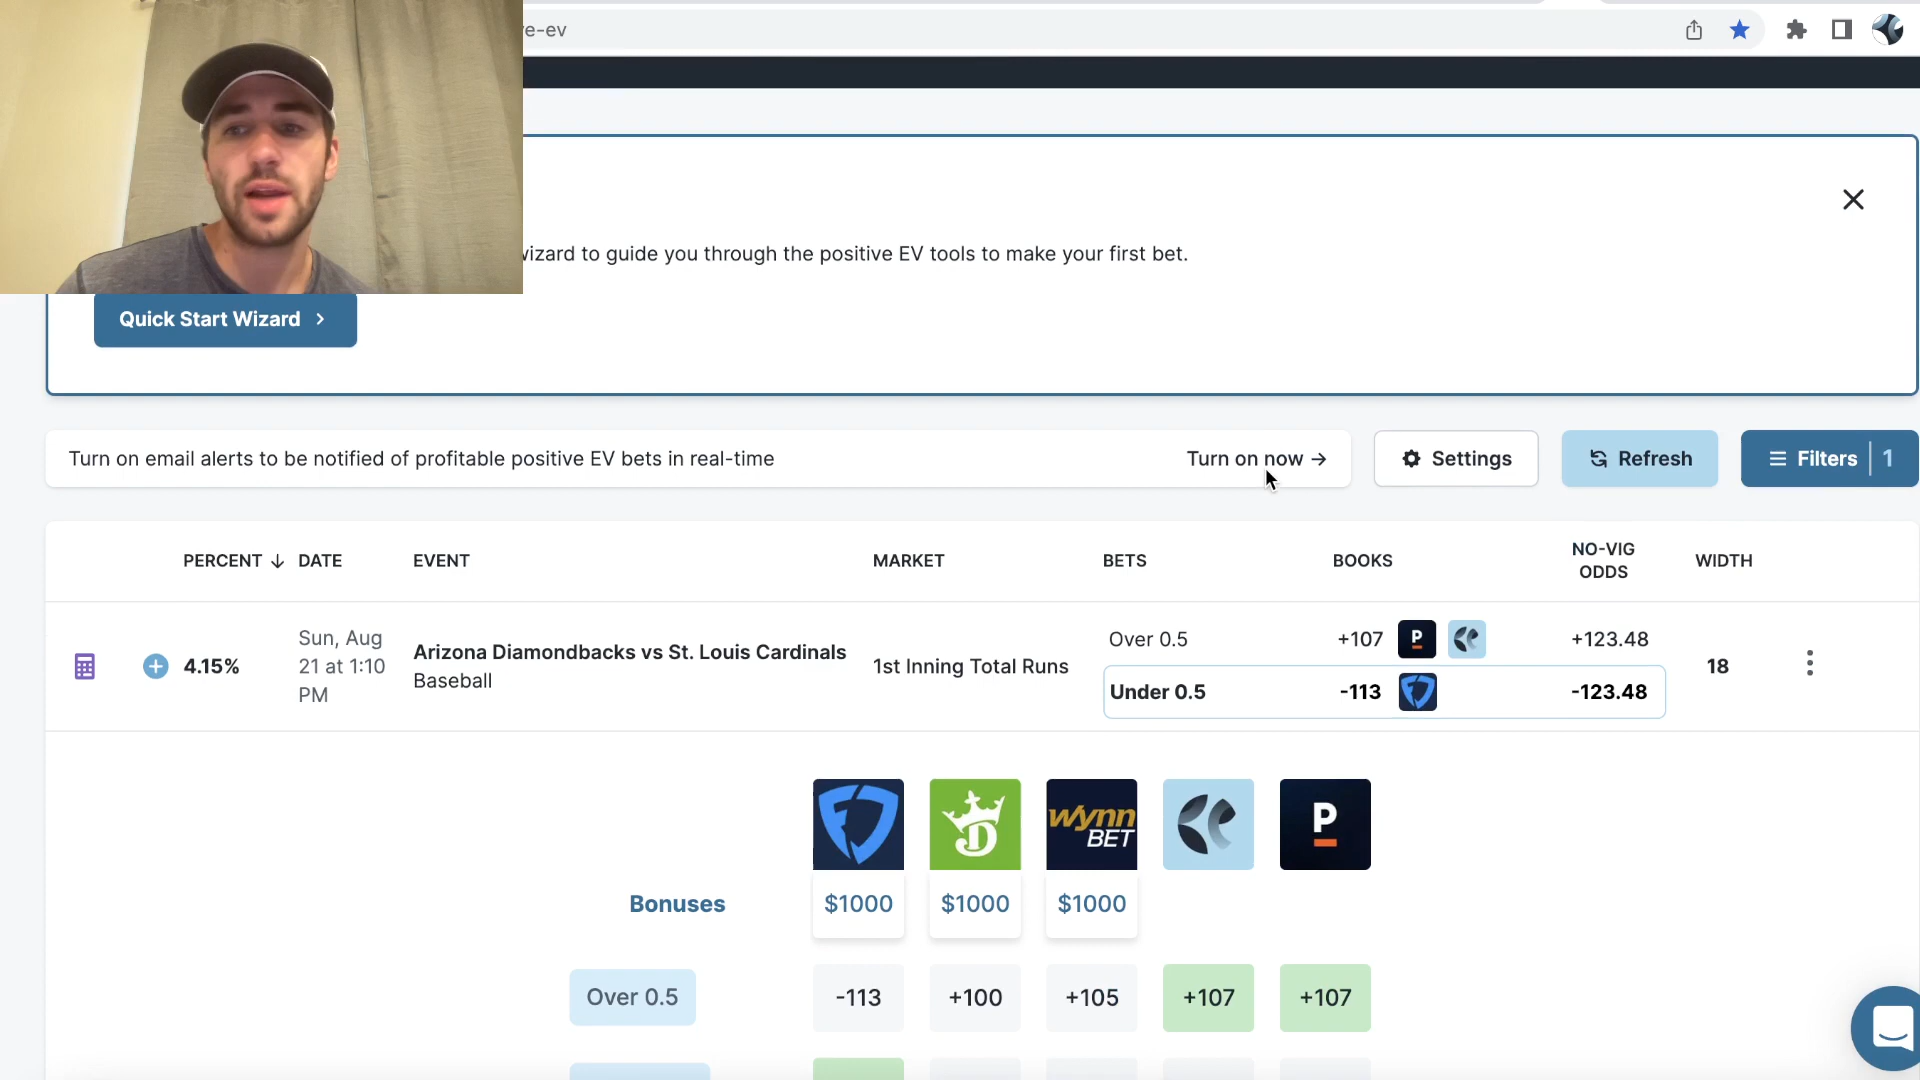 re-ev
wizard to guide you through the positive EV tools to make your first bet.
Quick Start Wizard
Turn on email alerts to be notified of profitable positive EV bets in real-time
Turn on now →
Settings
Refresh
Filters 1
PERCENT ↓ DATE EVENT MARKET BETS BOOKS NO-VIG ODDS WIDTH
4.15%
Sun, Aug
21 at 1:10
PM
Arizona Diamondbacks vs St. Louis Cardinals
Baseball
1st Inning Total Runs
Over 0.5 +107 P +123.48
Under 0.5 -113 -123.48
18
D
WYNN
BET
P
Bonuses $1000 $1000 $1000
Over 0.5 -113 +100 +105 +107 +107